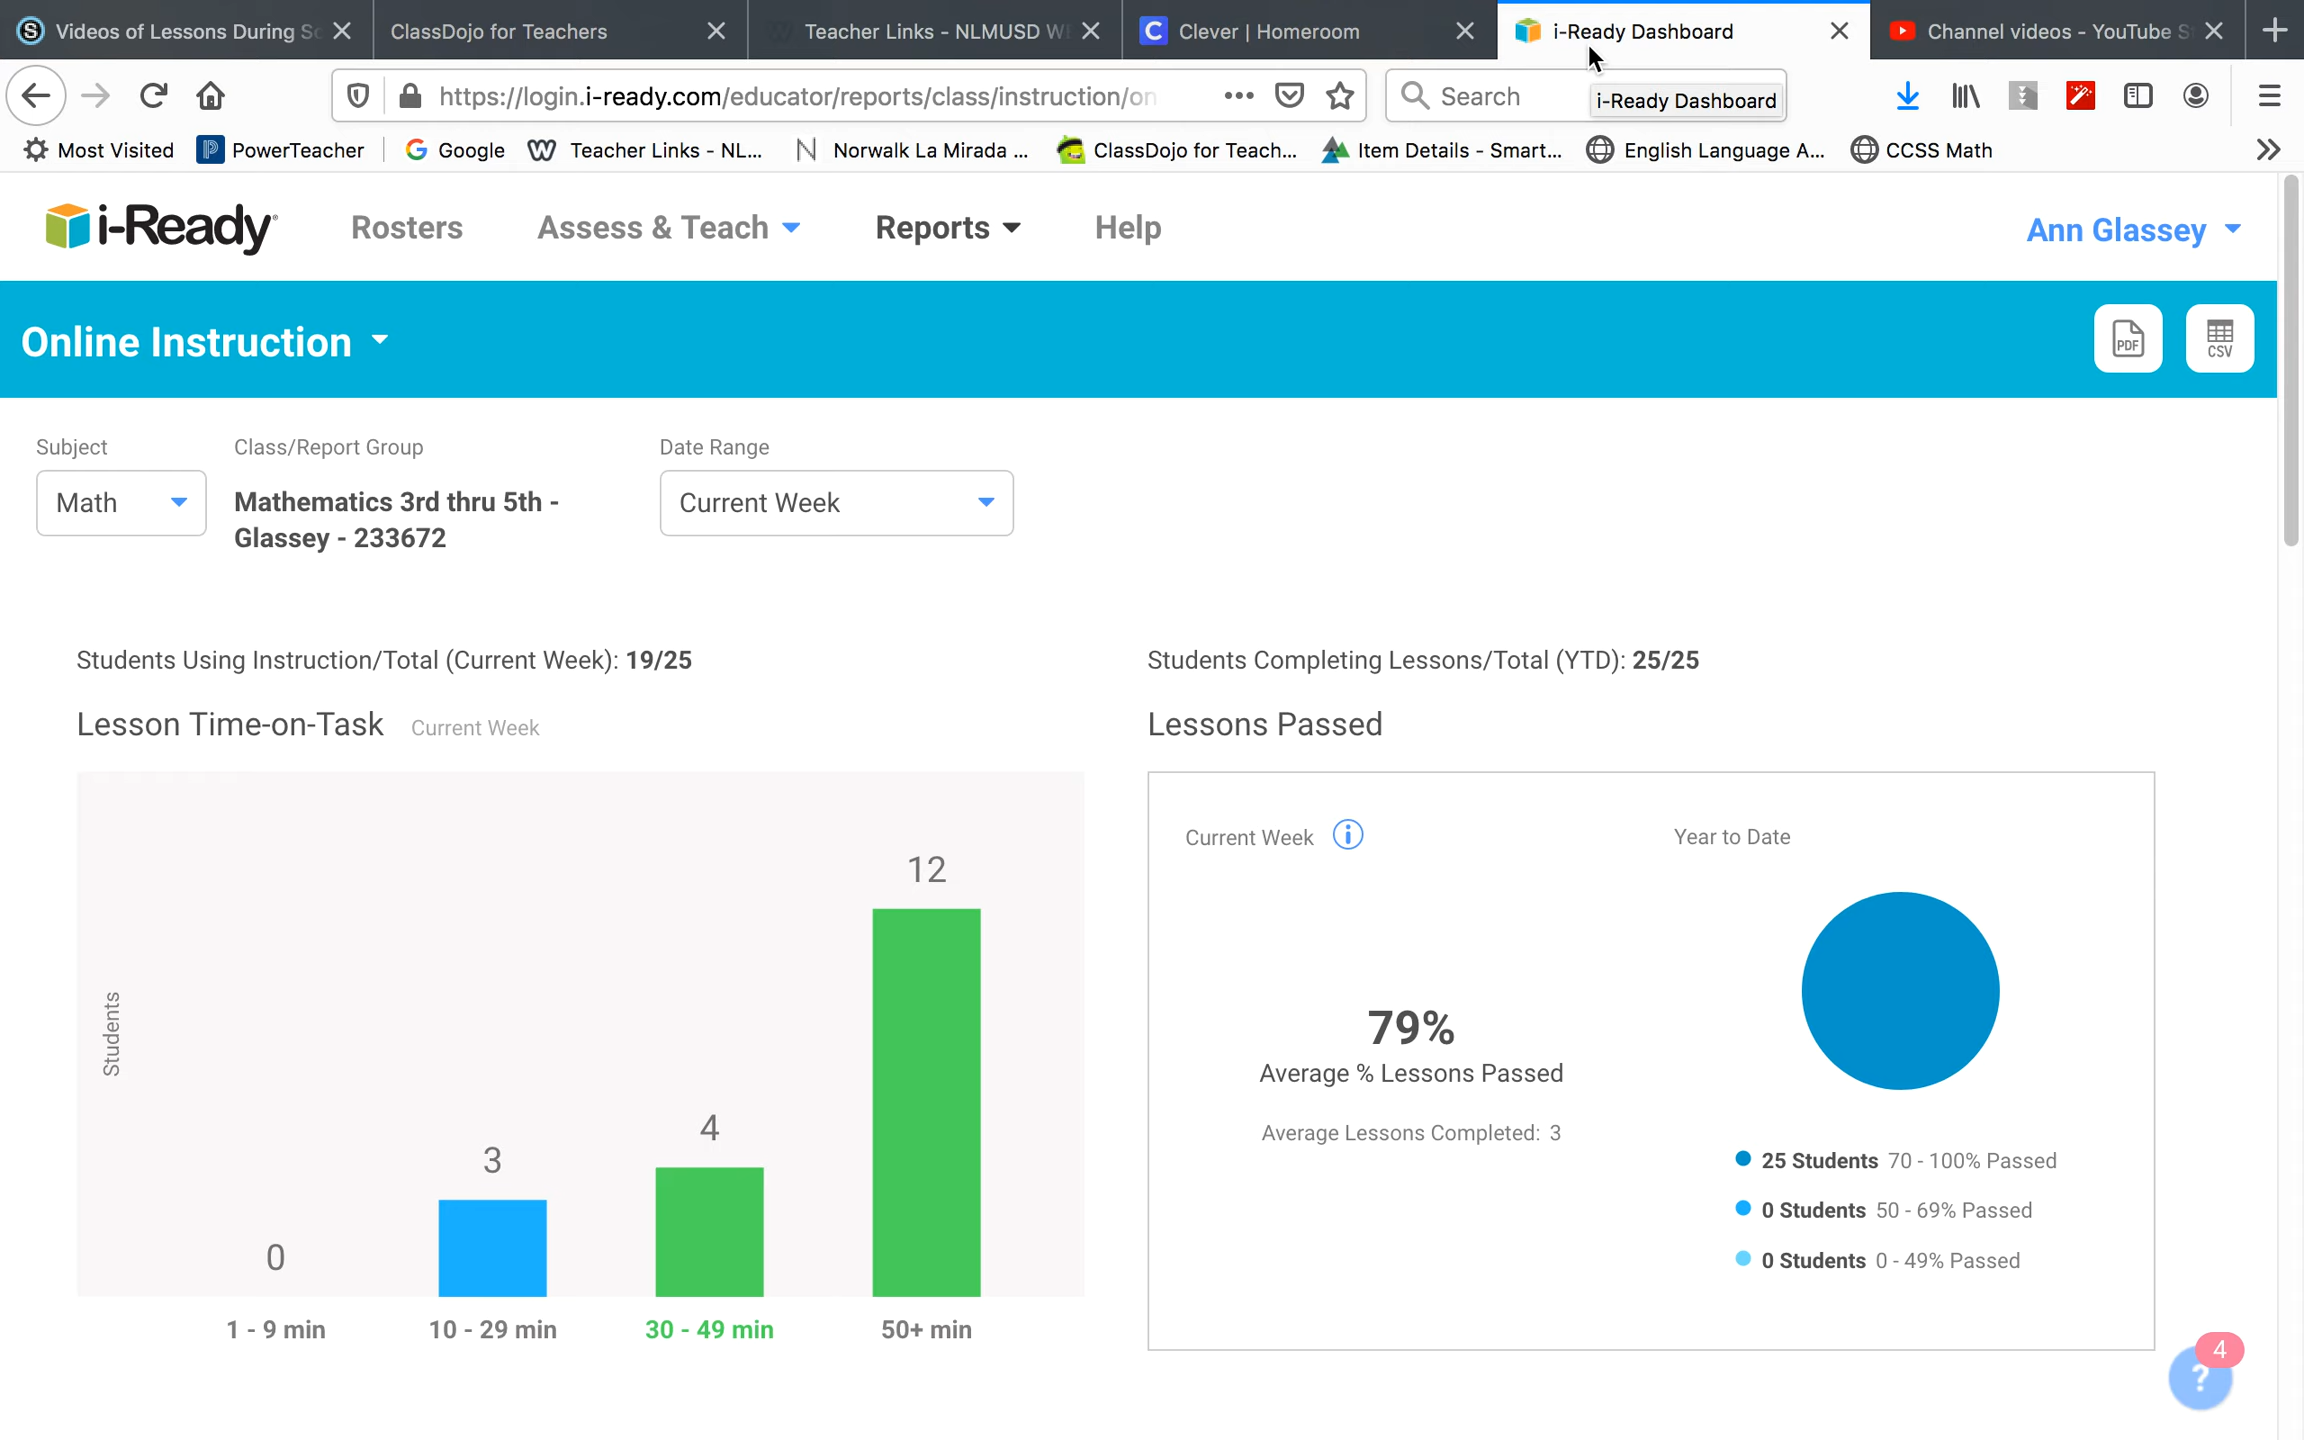 Videos of Lessons During Sc
ClassDojo for Teachers
Teacher Links - NLMUSD WE
Clever | Homeroom
i-Ready Dashboard
Channel videos - YouTube S
https://login.i-ready.com/educator/reports/class/instruction/on
Search
i-Ready Dashboard
Most Visited
PowerTeacher
Google
Teacher Links - NL...
Norwalk La Mirada ...
ClassDojo for Teach...
Item Details - Smart...
English Language A...
CCSS Math
i-Ready
Rosters
Assess & Teach
Reports
Help
Ann Glassey
Online Instruction
PDF
CSV
Subject
Class/Report Group
Date Range
Math
Mathematics 3rd thru 5th -
Glassey - 233672
Current Week
Students Using Instruction/Total (Current Week): 19/25
Students Completing Lessons/Total (YTD): 25/25
Lesson Time-on-Task Current Week
Lessons Passed
Students
0
3
4
12
1 - 9 min
10 - 29 min
30 - 49 min
50+ min
Current Week
Year to Date
79%
Average % Lessons Passed
Average Lessons Completed: 3
25 Students 70 - 100% Passed
0 Students 50 - 69% Passed
0 Students 0 - 49% Passed
4
?